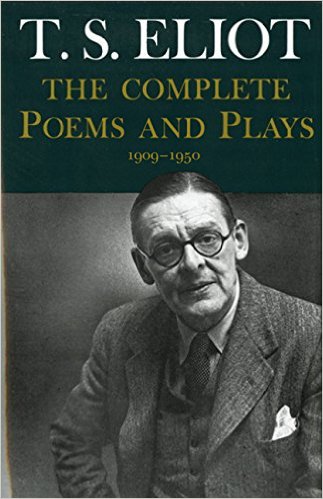 T. S. ELIOT
THE COMPLETE
POEMS AND PLAYS
1909–1950